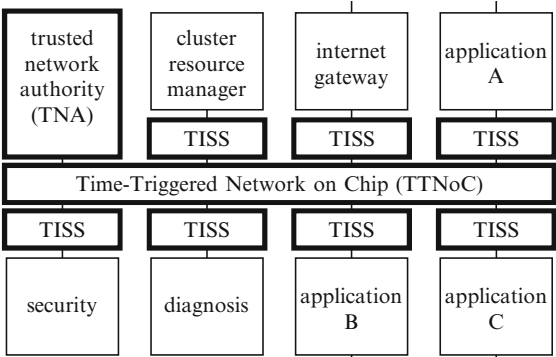 trusted
network
authority
(TNA)
cluster
resource
manager
internet
gateway
application
A
TISS
TISS
TISS
Time-Triggered Network on Chip (TTNoC)
TISS
TISS
TISS
TISS
security
diagnosis
application
B
application
C